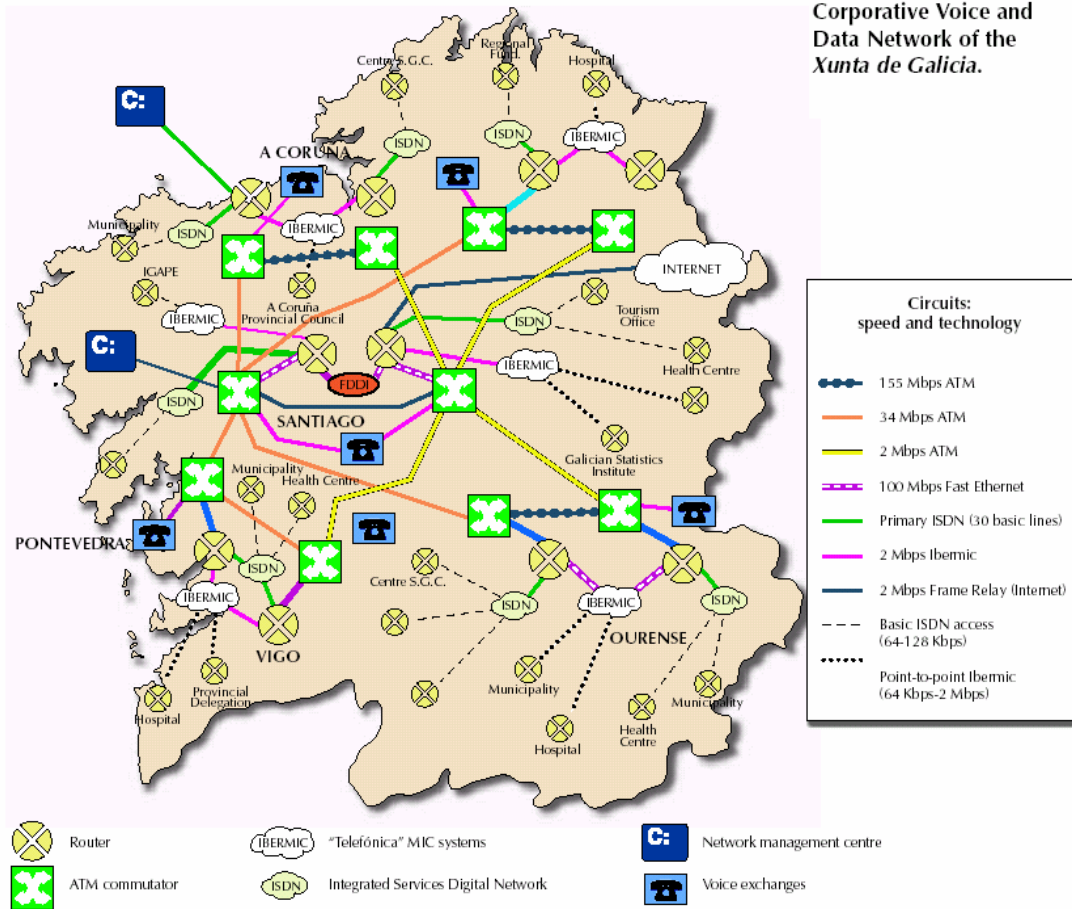 Corporative Voice and
Data Network of the
Xunta de Galicia.
Centre S.G.C.
Regional
Fund.
Hospital
C:
ISDN
ISDN
IBERMIC
A CORUNA
Municipality
ISDN
IBERMIC
INTERNET
IGAPE
IBERMIC
A Coruña
Provincial Council
ISDN
Tourism
Office
C:
FDDI
IBERMIC
Health Centre
ISDN
SANTIAGO
Galician Statistics
Institute
Municipality
Health Centre
PONTEVEDRA
ISDN
IBERMIC
VIGO
Centre S.G.C.
ISDN
IBERMIC
ISDN
OURENSE
Provincial
Delegation
Hospital
Municipality
Hospital
Health
Centre
Municipality
Circuits:
speed and technology
155 Mbps ATM
34 Mbps ATM
2 Mbps ATM
100 Mbps Fast Ethernet
Primary ISDN (30 basic lines)
2 Mbps Ibermic
2 Mbps Frame Relay (Internet)
Basic ISDN access
(64-128 Kbps)
Point-to-point Ibermic
(64 Kbps-2 Mbps)
Router
IBERMIC
"Telefónica" MIC systems
C:
Network management centre
ATM commutator
ISDN
Integrated Services Digital Network
Voice exchanges